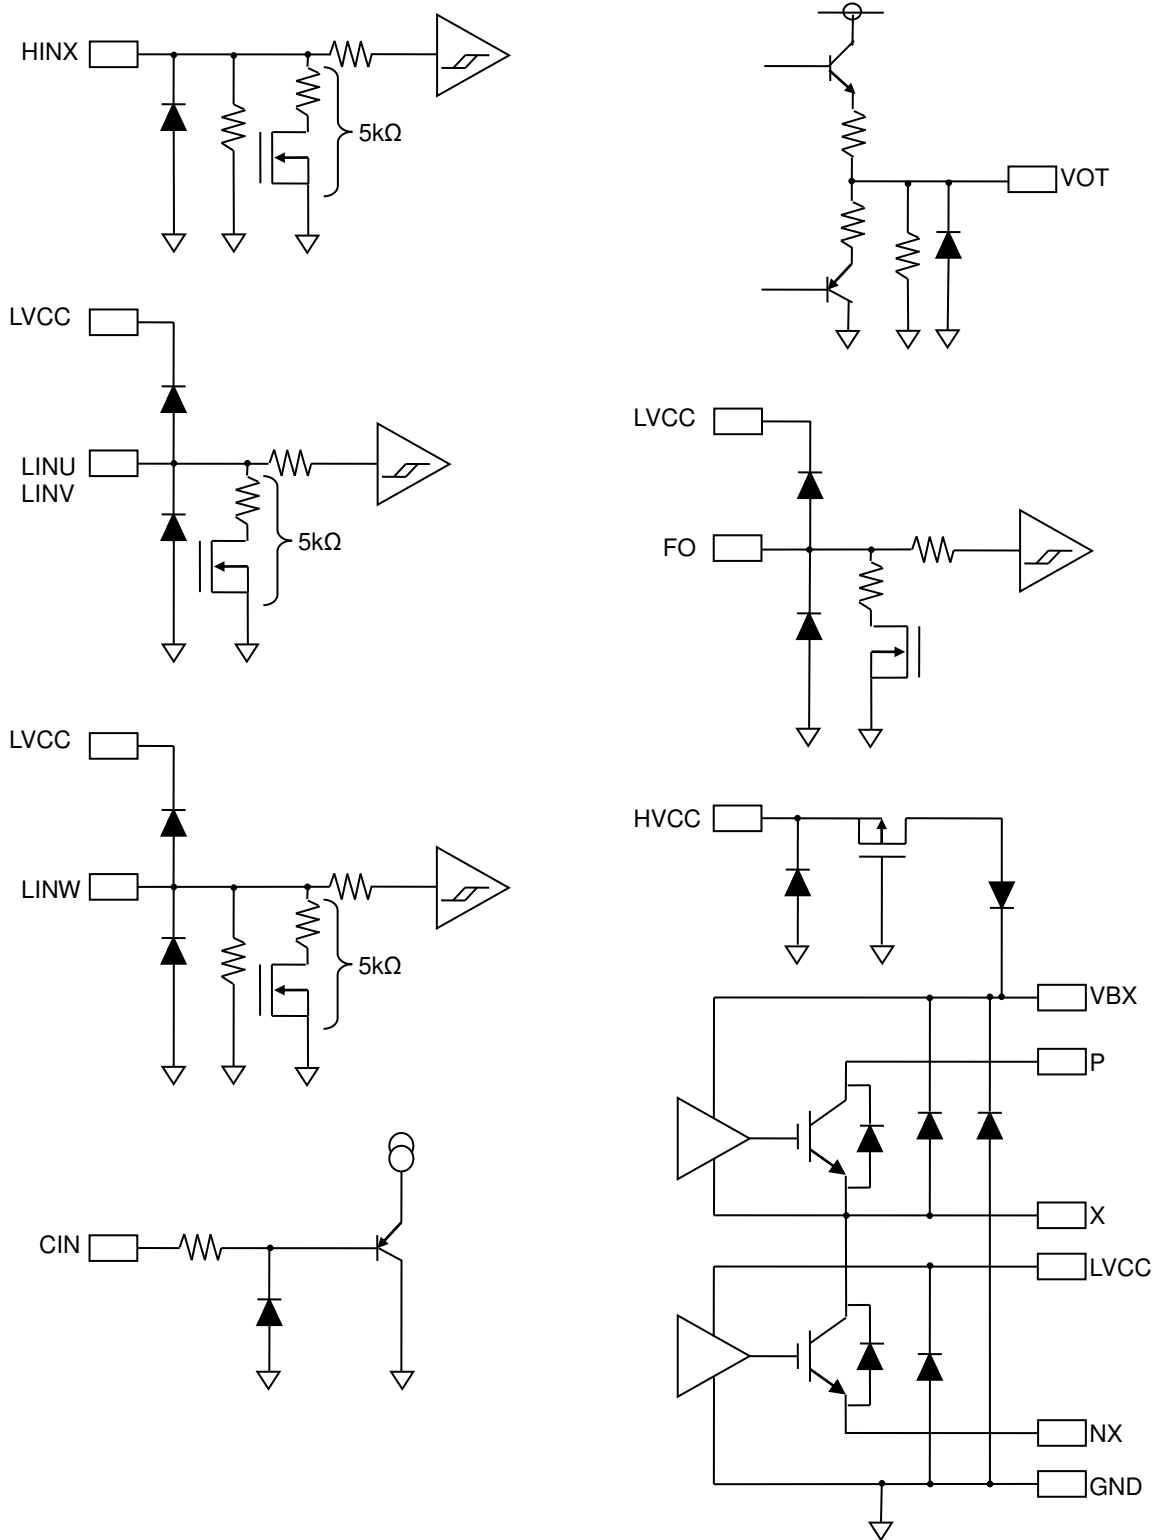 HINX
5kΩ
LVCC
LINU
LINV
5kΩ
LVCC
LINW
5kΩ
CIN
VOT
LVCC
FO
HVCC
VBX
P
X
LVCC
NX
GND